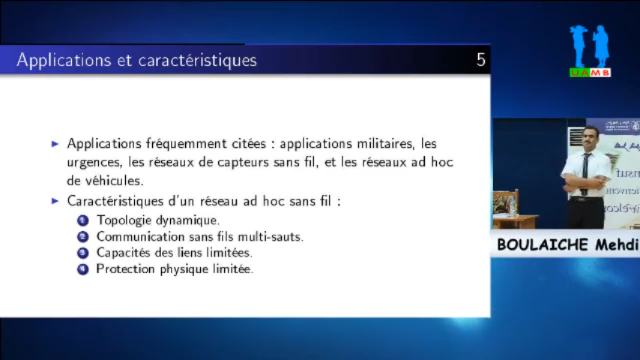 Applications et caractéristiques 5
Applications fréquemment citées : applications militaires, les
urgences, les réseaux de capteurs sans fil, et les réseaux ad hoc
de véhicules.
Caractéristiques d'un réseau ad hoc sans fil :
1 Topologie dynamique.
2 Communication sans fils multi-sauts.
3 Capacités des liens limitées.
4 Protection physique limitée.
UAMB
BOULAICHE Mehdi